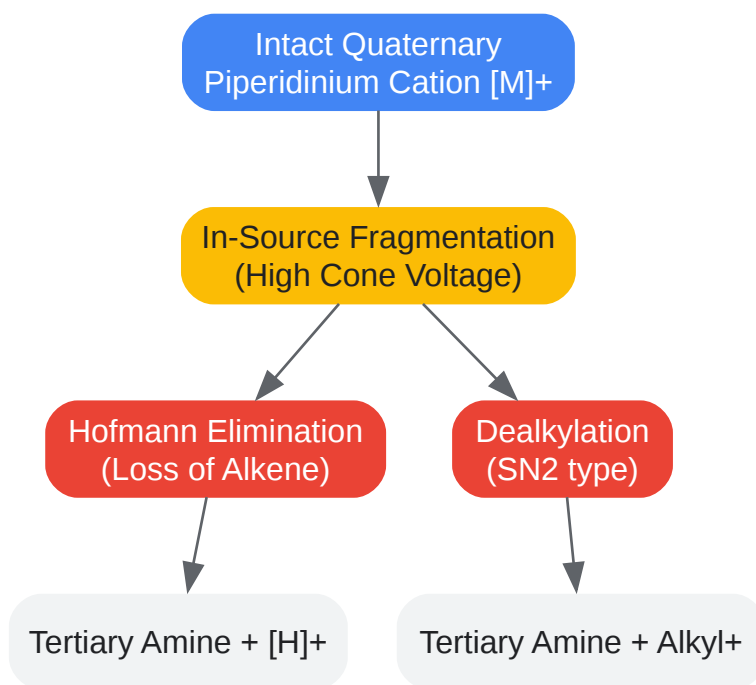 Intact Quaternary
Piperidinium Cation [M]+
In-Source Fragmentation
(High Cone Voltage)
Hofmann Elimination
(Loss of Alkene)
Dealkylation
(SN2 type)
Tertiary Amine + [H]+
Tertiary Amine + Alkyl+